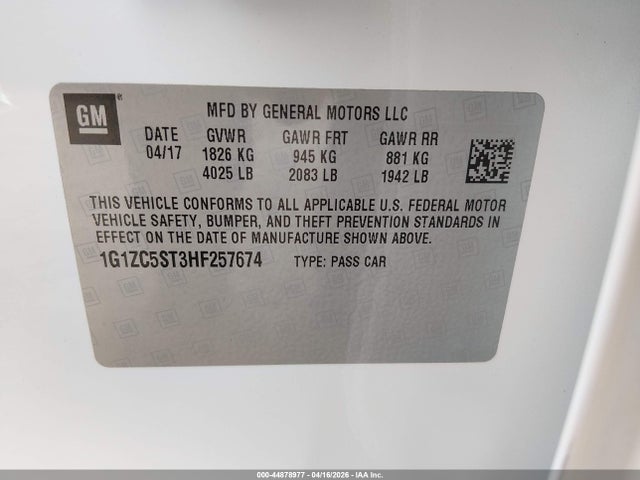 GM
MFD BY GENERAL MOTORS LLC
DATE GVWR GAWR FRT GAWR RR
04/17 1826 KG 945 KG 881 KG
4025 LB 2083 LB 1942 LB
THIS VEHICLE CONFORMS TO ALL APPLICABLE U.S. FEDERAL MOTOR
VEHICLE SAFETY, BUMPER, AND THEFT PREVENTION STANDARDS IN
EFFECT ON THE DATE OF MANUFACTURE SHOWN ABOVE.
1G1ZC5ST3HF257674 TYPE: PASS CAR
000-44878977 - 04/16/2026 - IAAI.COM